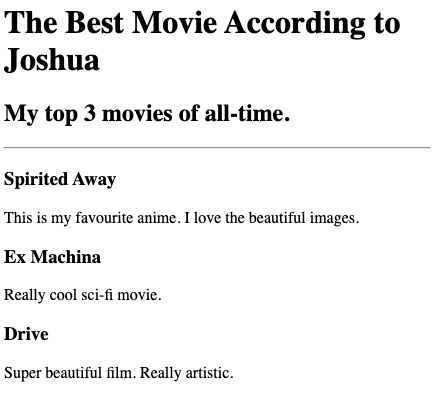 The Best Movie According to
Joshua
My top 3 movies of all-time.
Spirited Away
This is my favourite anime. I love the beautiful images.
Ex Machina
Really cool sci-fi movie.
Drive
Super beautiful film. Really artistic.